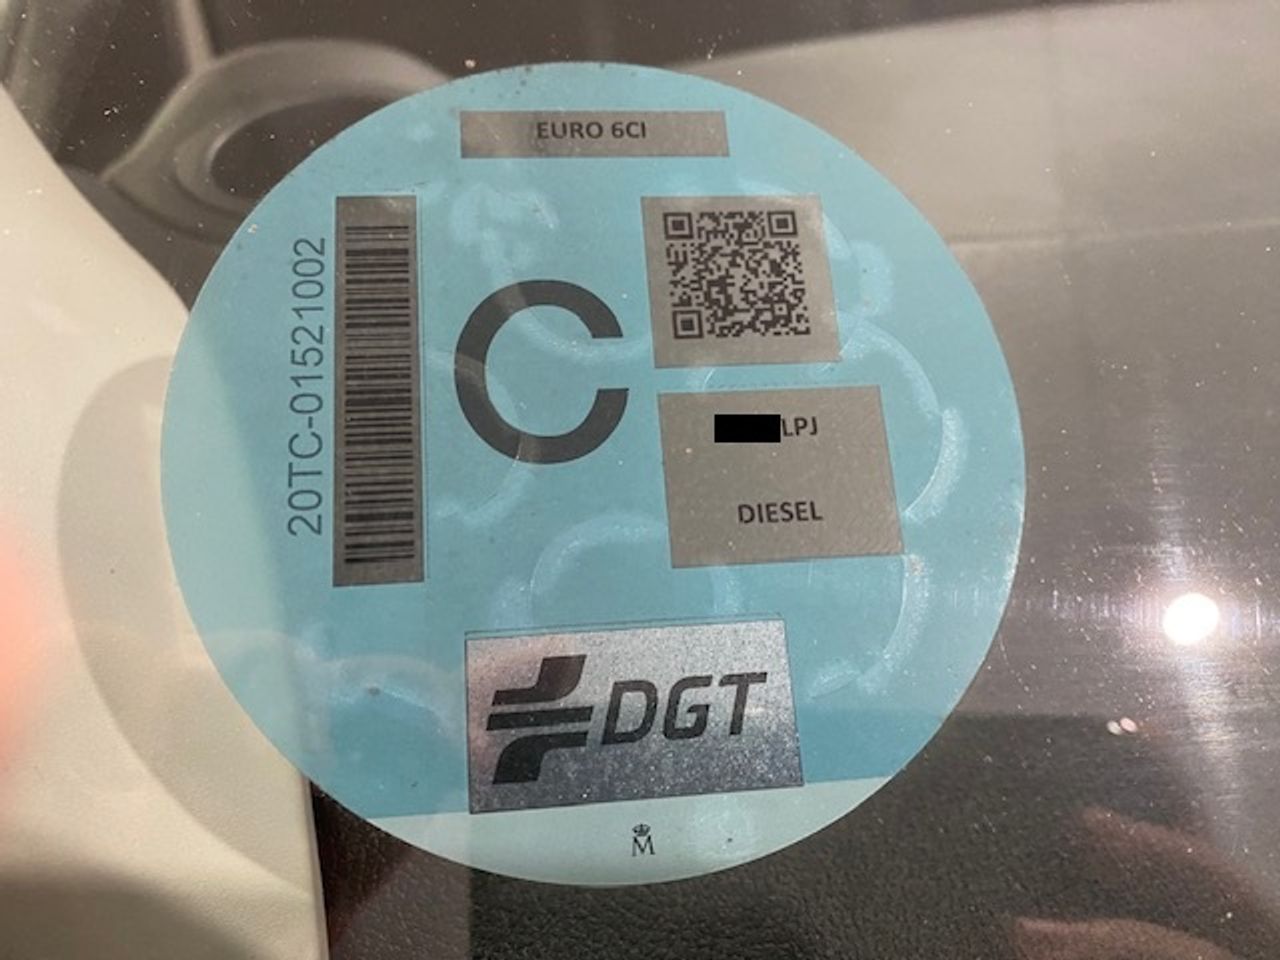 EURO 6CI
20TC-01521002
C
LPJ
DIESEL
DGT
M